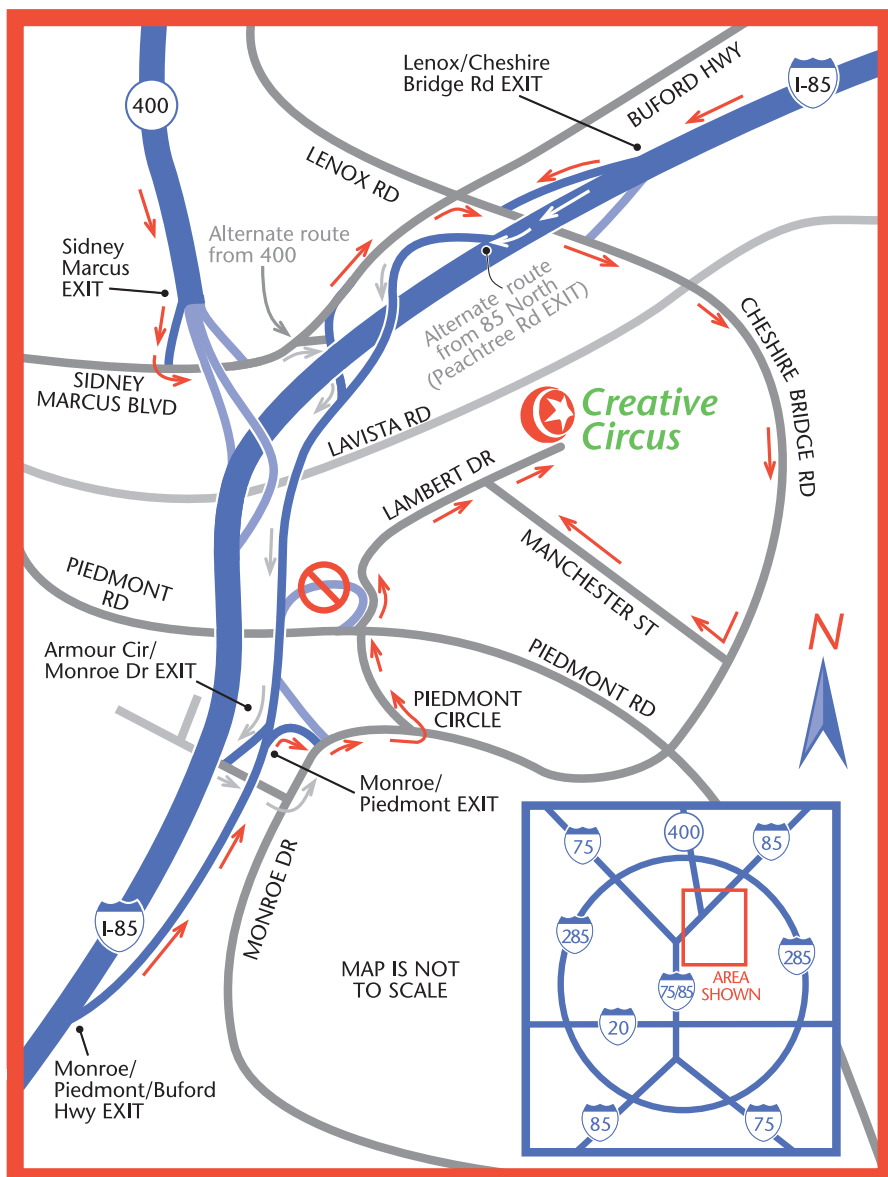 Lenox/Cheshire
Bridge Rd EXIT
I-85
400
BUFORD HWY
LENOX RD
Sidney
Marcus
EXIT
Alternate route
from 400
Alternate route
from 85 North
(Peachtree Rd EXIT)
CHESHIRE BRIDGE RD
SIDNEY
MARCUS BLVD
LAVISTA RD
Creative
Circus
LAMBERT DR
MANCHESTER ST
PIEDMONT
RD
Armour Cir/
Monroe Dr EXIT
PIEDMONT RD
PIEDMONT
CIRCLE
N
Monroe/
Piedmont EXIT
MONROE DR
I-85
MAP IS NOT
TO SCALE
Monroe/
Piedmont/Buford
Hwy EXIT
75
400
85
285
285
AREA
SHOWN
75/85
20
85
75